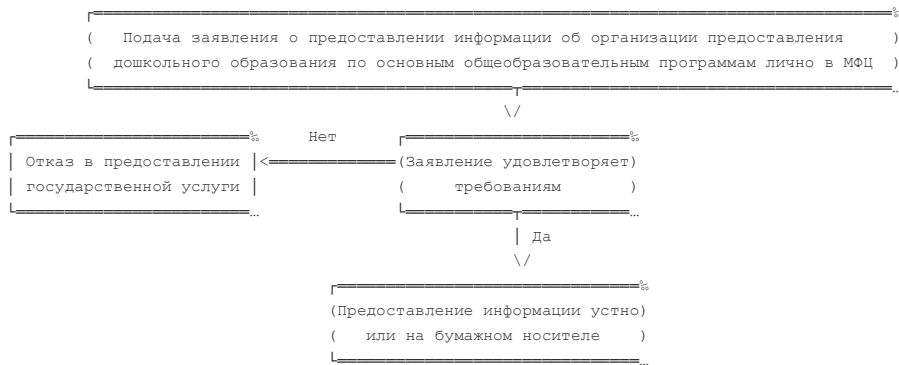 Подача заявления о предоставлении информации об организации предоставления
дошкольного образования по основным общеобразовательным программам лично в МФЦ
Нет
Отказ в предоставлении
государственной услуги
Заявление удовлетворяет
требованиям
Да
Предоставление информации устно
или на бумажном носителе